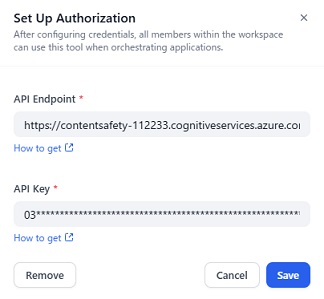 Set Up Authorization
After configuring credentials, all members within the workspace
can use this tool when orchestrating applications.
API Endpoint *
https://contentsafety-112233.cognitiveservices.azure.co
How to get
API Key *
03**********************************************************
How to get
Remove
Cancel
Save